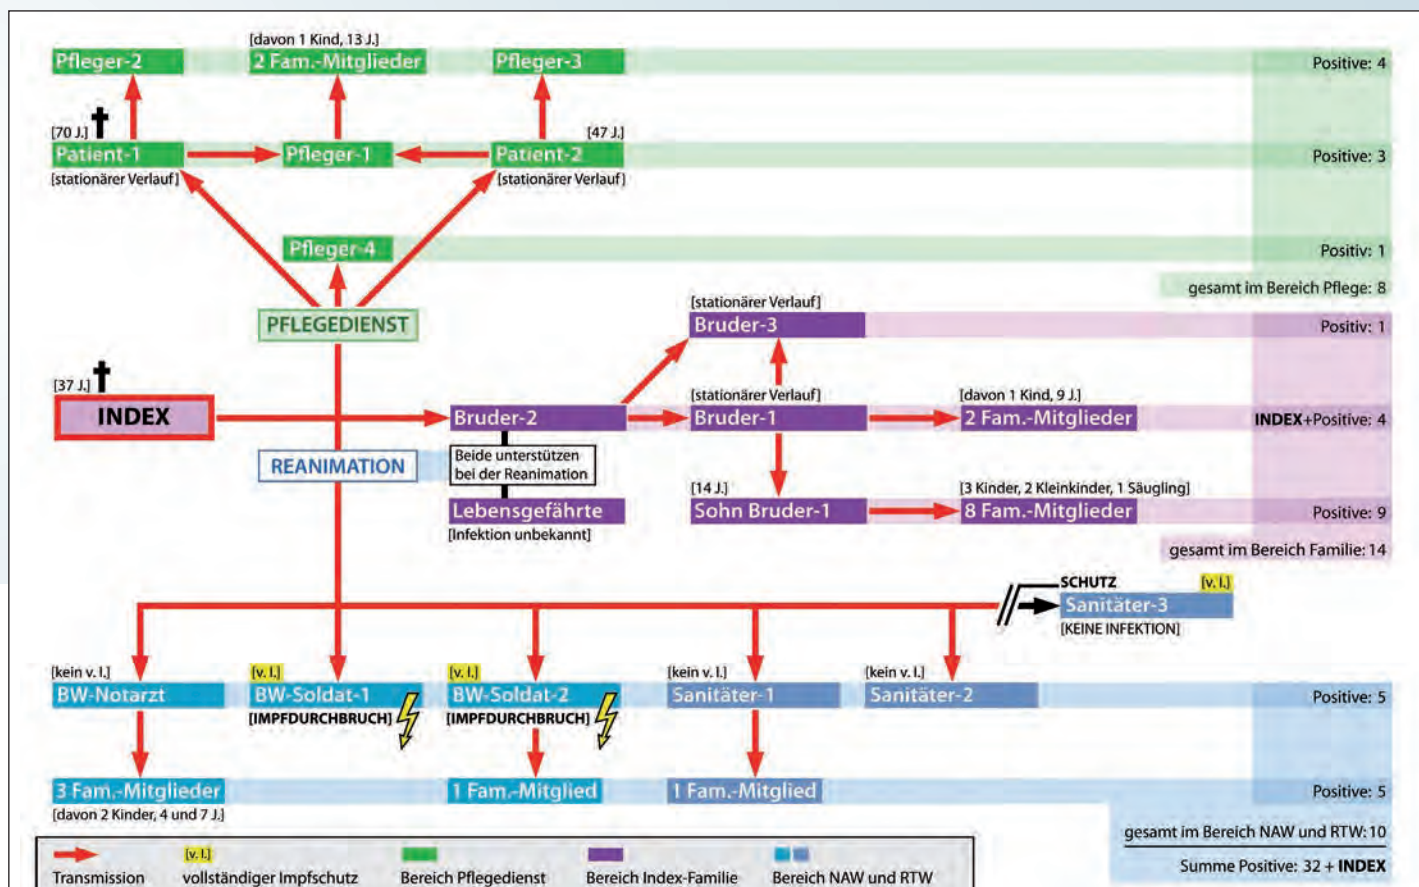 [davon 1 Kind, 13 J.]
Pfleger-2 2 Fam.-Mitglieder Pfleger-3 Positive: 4
[70 J.] [47 J.]
Patient-1 Pfleger-1 Patient-2 Positive: 3
[stationärer Verlauf] [stationärer Verlauf]
Pfleger-4 Positiv: 1
gesamt im Bereich Pflege: 8
[stationärer Verlauf]
PFLEGEDIENST Bruder-3 Positiv: 1
[37 J.] [stationärer Verlauf] [davon 1 Kind, 9 J.]
INDEX Bruder-2 Bruder-1 2 Fam.-Mitglieder INDEX+Positive: 4
REANIMATION Beide unterstützen
bei der Reanimation
[14 J.] [3 Kinder, 2 Kleinkinder, 1 Säugling]
Lebensgefährte Sohn Bruder-1 8 Fam.-Mitglieder Positive: 9
[Infektion unbekannt]
gesamt im Bereich Familie: 14
SCHUTZ [v. I.]
Sanitäter-3
[KEINE INFEKTION]
[kein v. I.] [v. I.] [v. I.] [kein v. I.] [kein v. I.]
BW-Notarzt BW-Soldat-1 BW-Soldat-2 Sanitäter-1 Sanitäter-2 Positive: 5
[IMPFDURCHBRUCH] [IMPFDURCHBRUCH]
3 Fam.-Mitglieder 1 Fam.-Mitglied 1 Fam.-Mitglied Positive: 5
[davon 2 Kinder, 4 und 7 J.]
gesamt im Bereich NAW und RTW: 10
[v. I.]
Summe Positive: 32 + INDEX
Transmission vollständiger Impfschutz Bereich Pflegedienst Bereich Index-Familie Bereich NAW und RTW